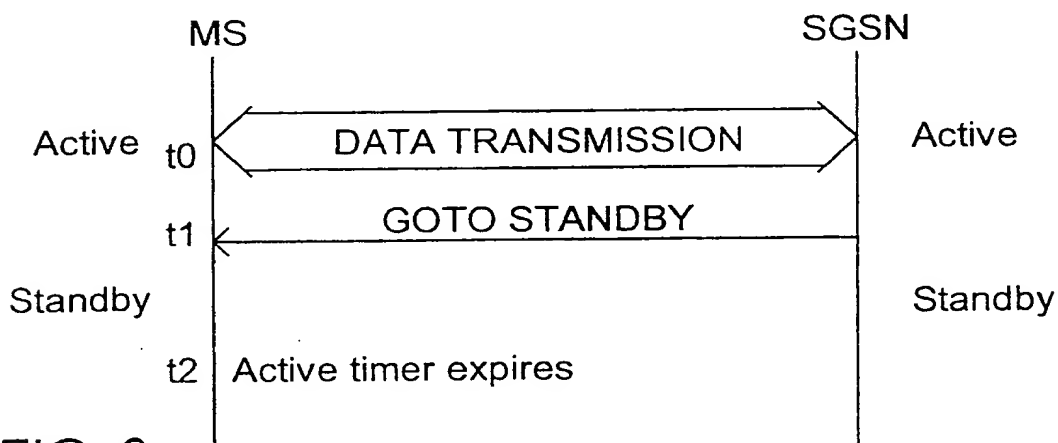 MS SGSN
Active t0 DATA TRANSMISSION Active
t1 GOTO STANDBY
Standby Standby
t2 Active timer expires